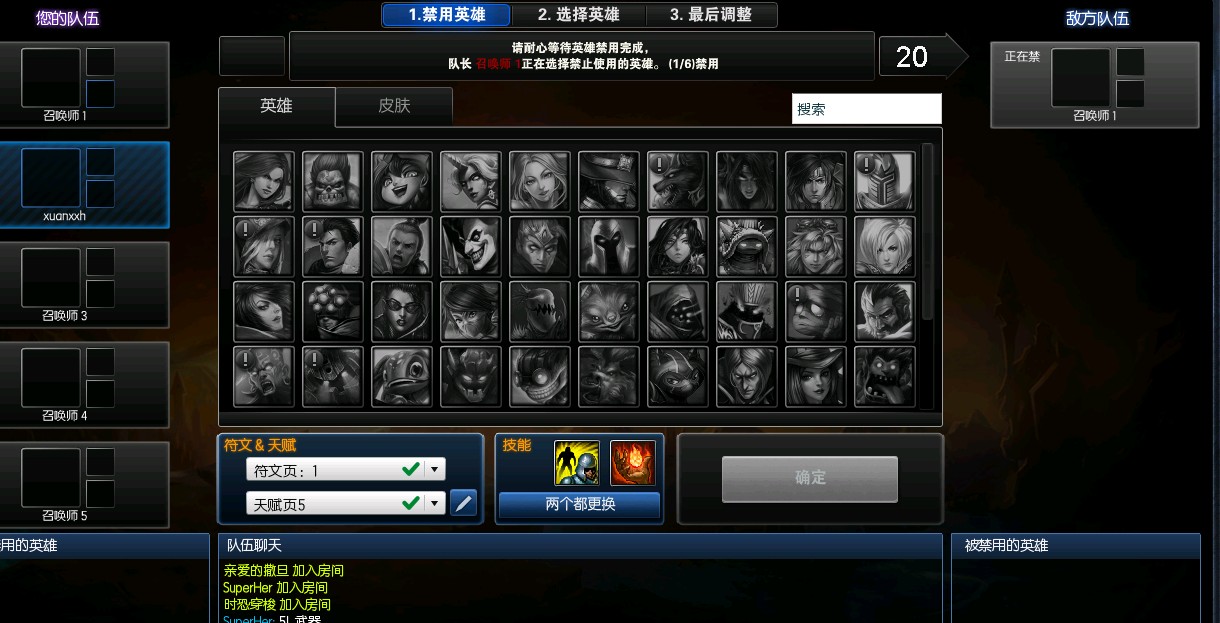 您的队伍
1.禁用英雄
2. 选择英雄
3. 最后调整
敌方队伍
请耐心等待英雄禁用完成，
队长 召唤师 1正在选择禁止使用的英雄。 (1/6)禁用
20
正在禁
召唤师 1
召唤师 1
英雄
皮肤
搜索
xuanxxh
召唤师 3
召唤师 4
召唤师 5
符文 & 天赋
符文页：1
天赋页5
技能
两个都更换
确定
用的英雄
队伍聊天
被禁用的英雄
亲爱的撒旦 加入房间
SuperHer 加入房间
时恐穿梭 加入房间
SuperHer: 5L 武器